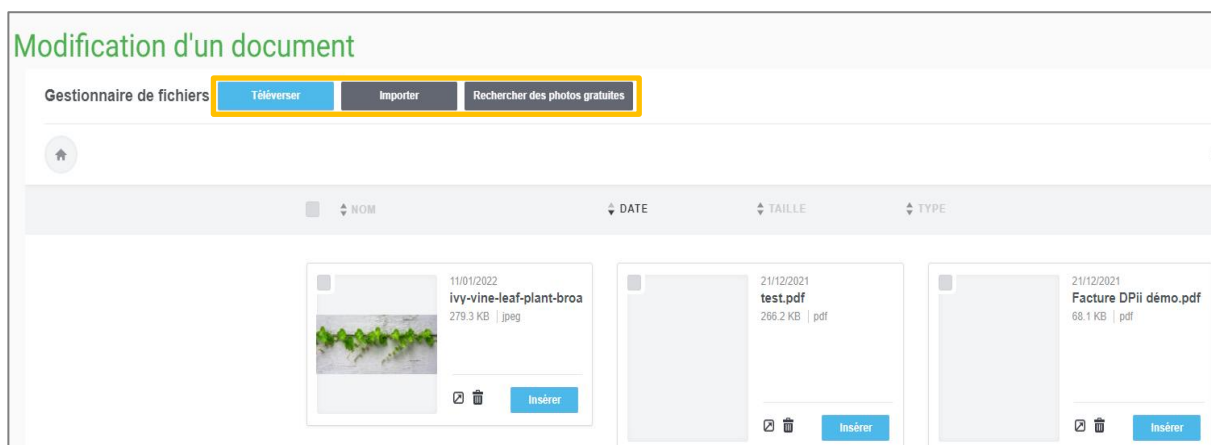 Modification d'un document
Gestionnaire de fichiers Téléverser Importer Rechercher des photos gratuites
NOM DATE TAILLE TYPE
11/01/2022
ivy-vine-leaf-plant-broa
279.3 KB | jpeg
Insérer
21/12/2021
test.pdf
266.2 KB | pdf
Insérer
21/12/2021
Facture DPii démo.pdf
68.1 KB | pdf
Insérer